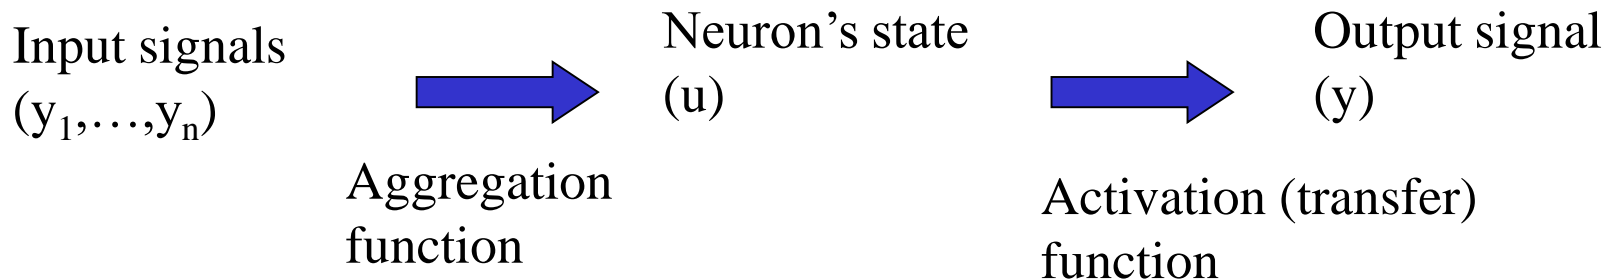 Input signals
(y₁,…,yₙ)
Aggregation
function
Neuron’s state
(u)
Activation (transfer)
function
Output signal
(y)